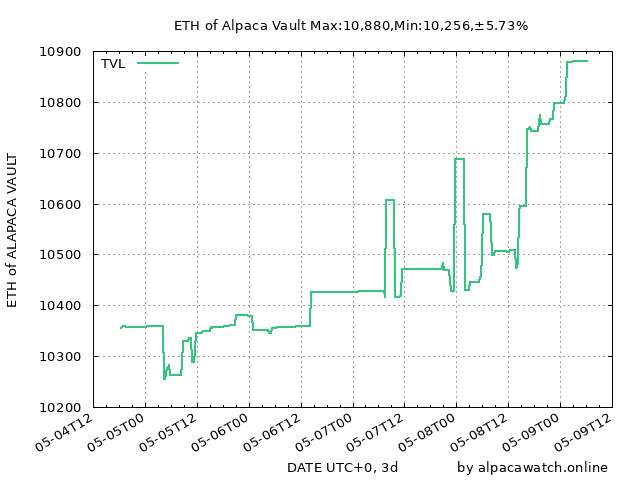 ETH of Alpaca Vault Max:10,880,Min:10,256,±5.73%
TVL
ETH of ALAPACA VAULT
10900
10800
10700
10600
10500
10400
10300
10200
05-04T12
05-05T00
05-05T12
05-06T00
05-06T12
05-07T00
05-07T12
05-08T00
05-08T12
05-09T00
05-09T12
DATE UTC+0, 3d
by alpacawatch.online